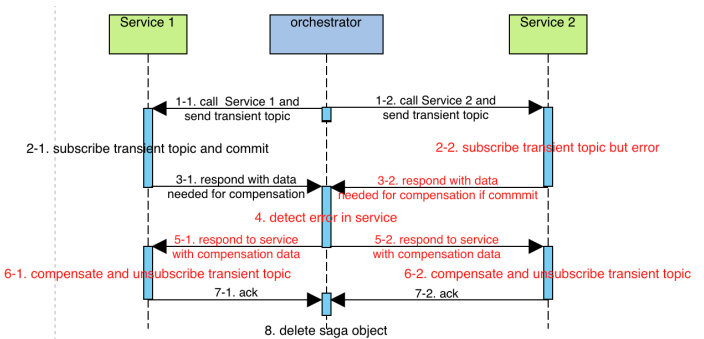 Service 1
orchestrator
Service 2
1-1. call Service 1 and
send transient topic
1-2. call Service 2 and
send transient topic
2-1. subscribe transient topic and commit
2-2. subscribe transient topic but error
3-1. respond with data
needed for compensation
3-2. respond with data
needed for compensation if commmit
4. detect error in service
5-1. respond to service
with compensation data
5-2. respond to service
with compensation data
6-1. compensate and unsubscribe transient topic
6-2. compensate and unsubscribe transient topic
7-1. ack
7-2. ack
8. delete saga object